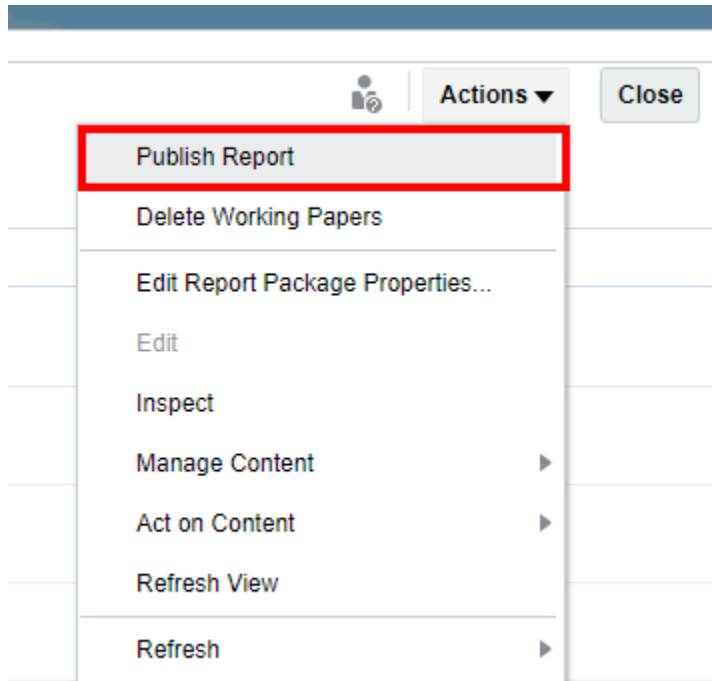 Actions
Close
Publish Report
Delete Working Papers
Edit Report Package Properties...
Edit
Inspect
Manage Content
Act on Content
Refresh View
Refresh